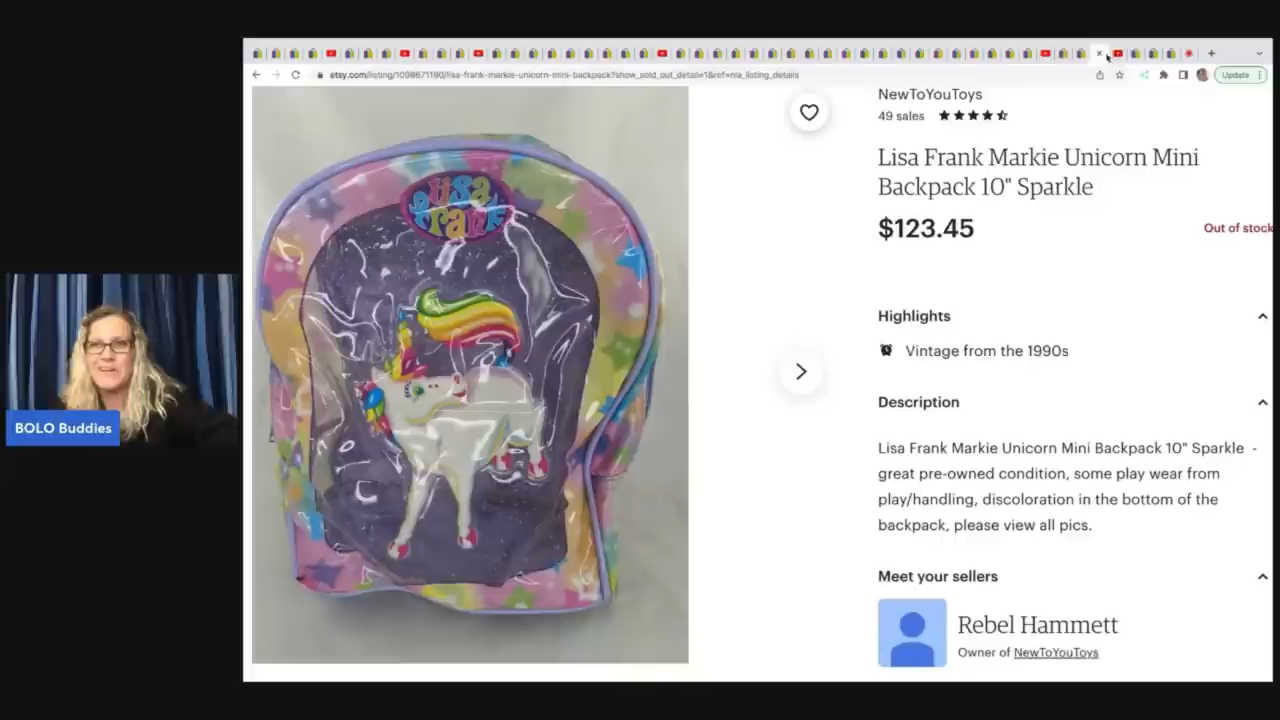 etsy.com/listing/1098671190/lisa-frank-markie-unicorn-mini-backpack?show_sold_out_detail=1&ref=nla_listing_details
Update
NewToYouToys
49 sales
Lisa Frank Markie Unicorn Mini
Backpack 10" Sparkle
$123.45
Out of stock
Highlights
Vintage from the 1990s
Description
Lisa Frank Markie Unicorn Mini Backpack 10" Sparkle -
great pre-owned condition, some play wear from
play/handling, discoloration in the bottom of the
backpack, please view all pics.
Meet your sellers
Rebel Hammett
Owner of NewToYouToys
lisa
frank
BOLO Buddies